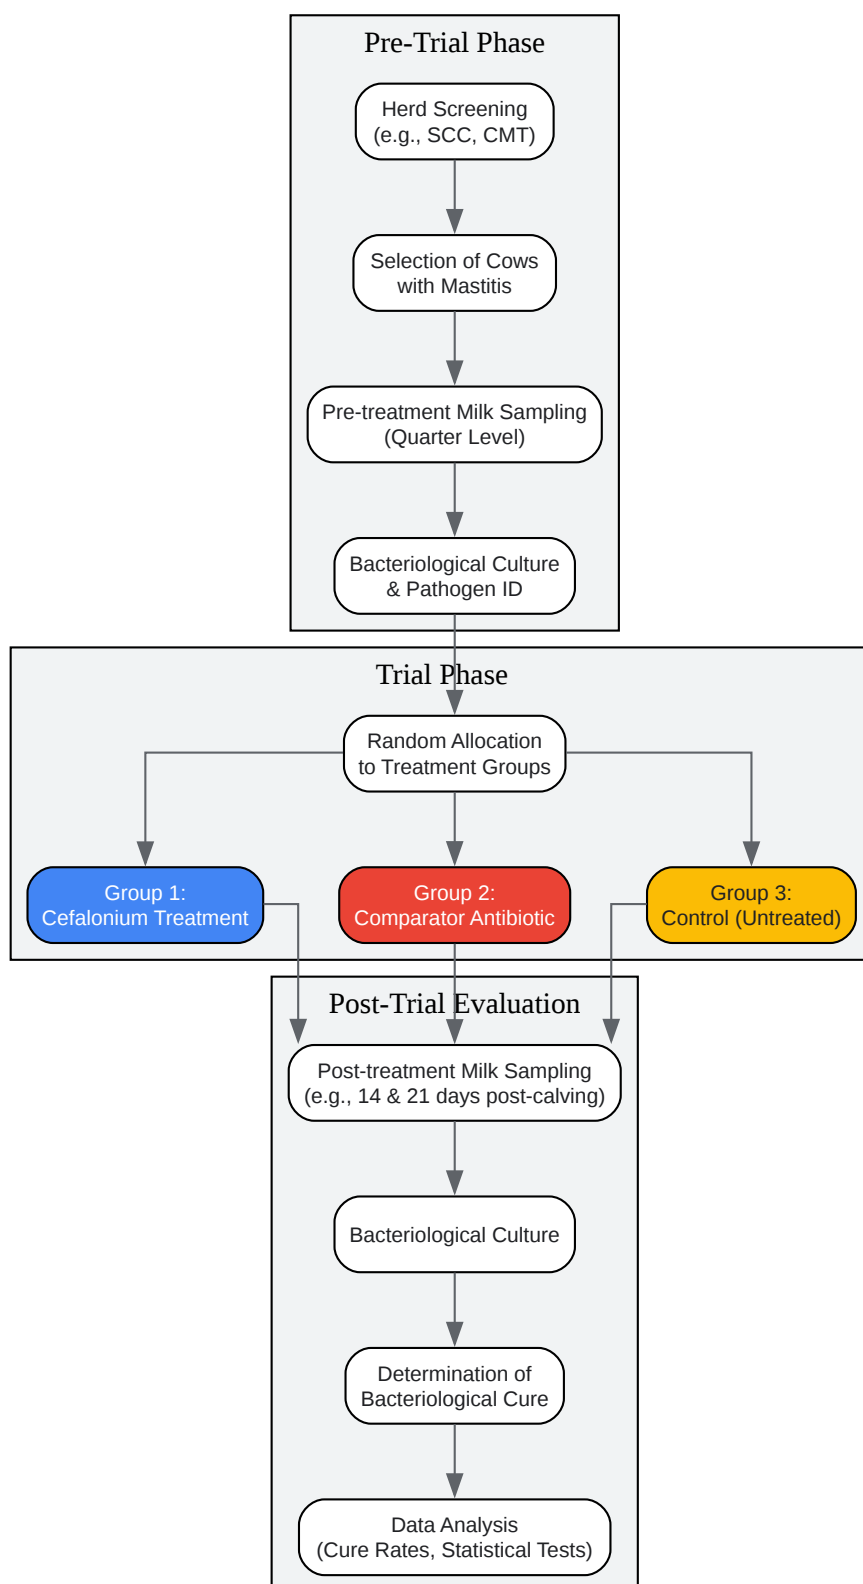 Pre-Trial Phase
Herd Screening
(e.g., SCC, CMT)
Selection of Cows
with Mastitis
Pre-treatment Milk Sampling
(Quarter Level)
Bacteriological Culture
& Pathogen ID
Trial Phase
Random Allocation
to Treatment Groups
Group 1:
Cefalonium Treatment
Group 2:
Comparator Antibiotic
Group 3:
Control (Untreated)
Post-Trial Evaluation
Post-treatment Milk Sampling
(e.g., 14 & 21 days post-calving)
Bacteriological Culture
Determination of
Bacteriological Cure
Data Analysis
(Cure Rates, Statistical Tests)